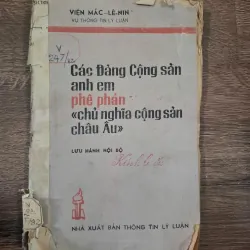 VIỆN MÁC-LÊ-NIN
VỤ THÔNG TIN LÝ LUẬN
V
Các Đảng Cộng sản
anh em
phê phán
«chủ nghĩa cộng sản
châu Âu»
LƯU HÀNH NỘI BỘ
NHÀ XUẤT BẢN THÔNG TIN LÝ LUẬN